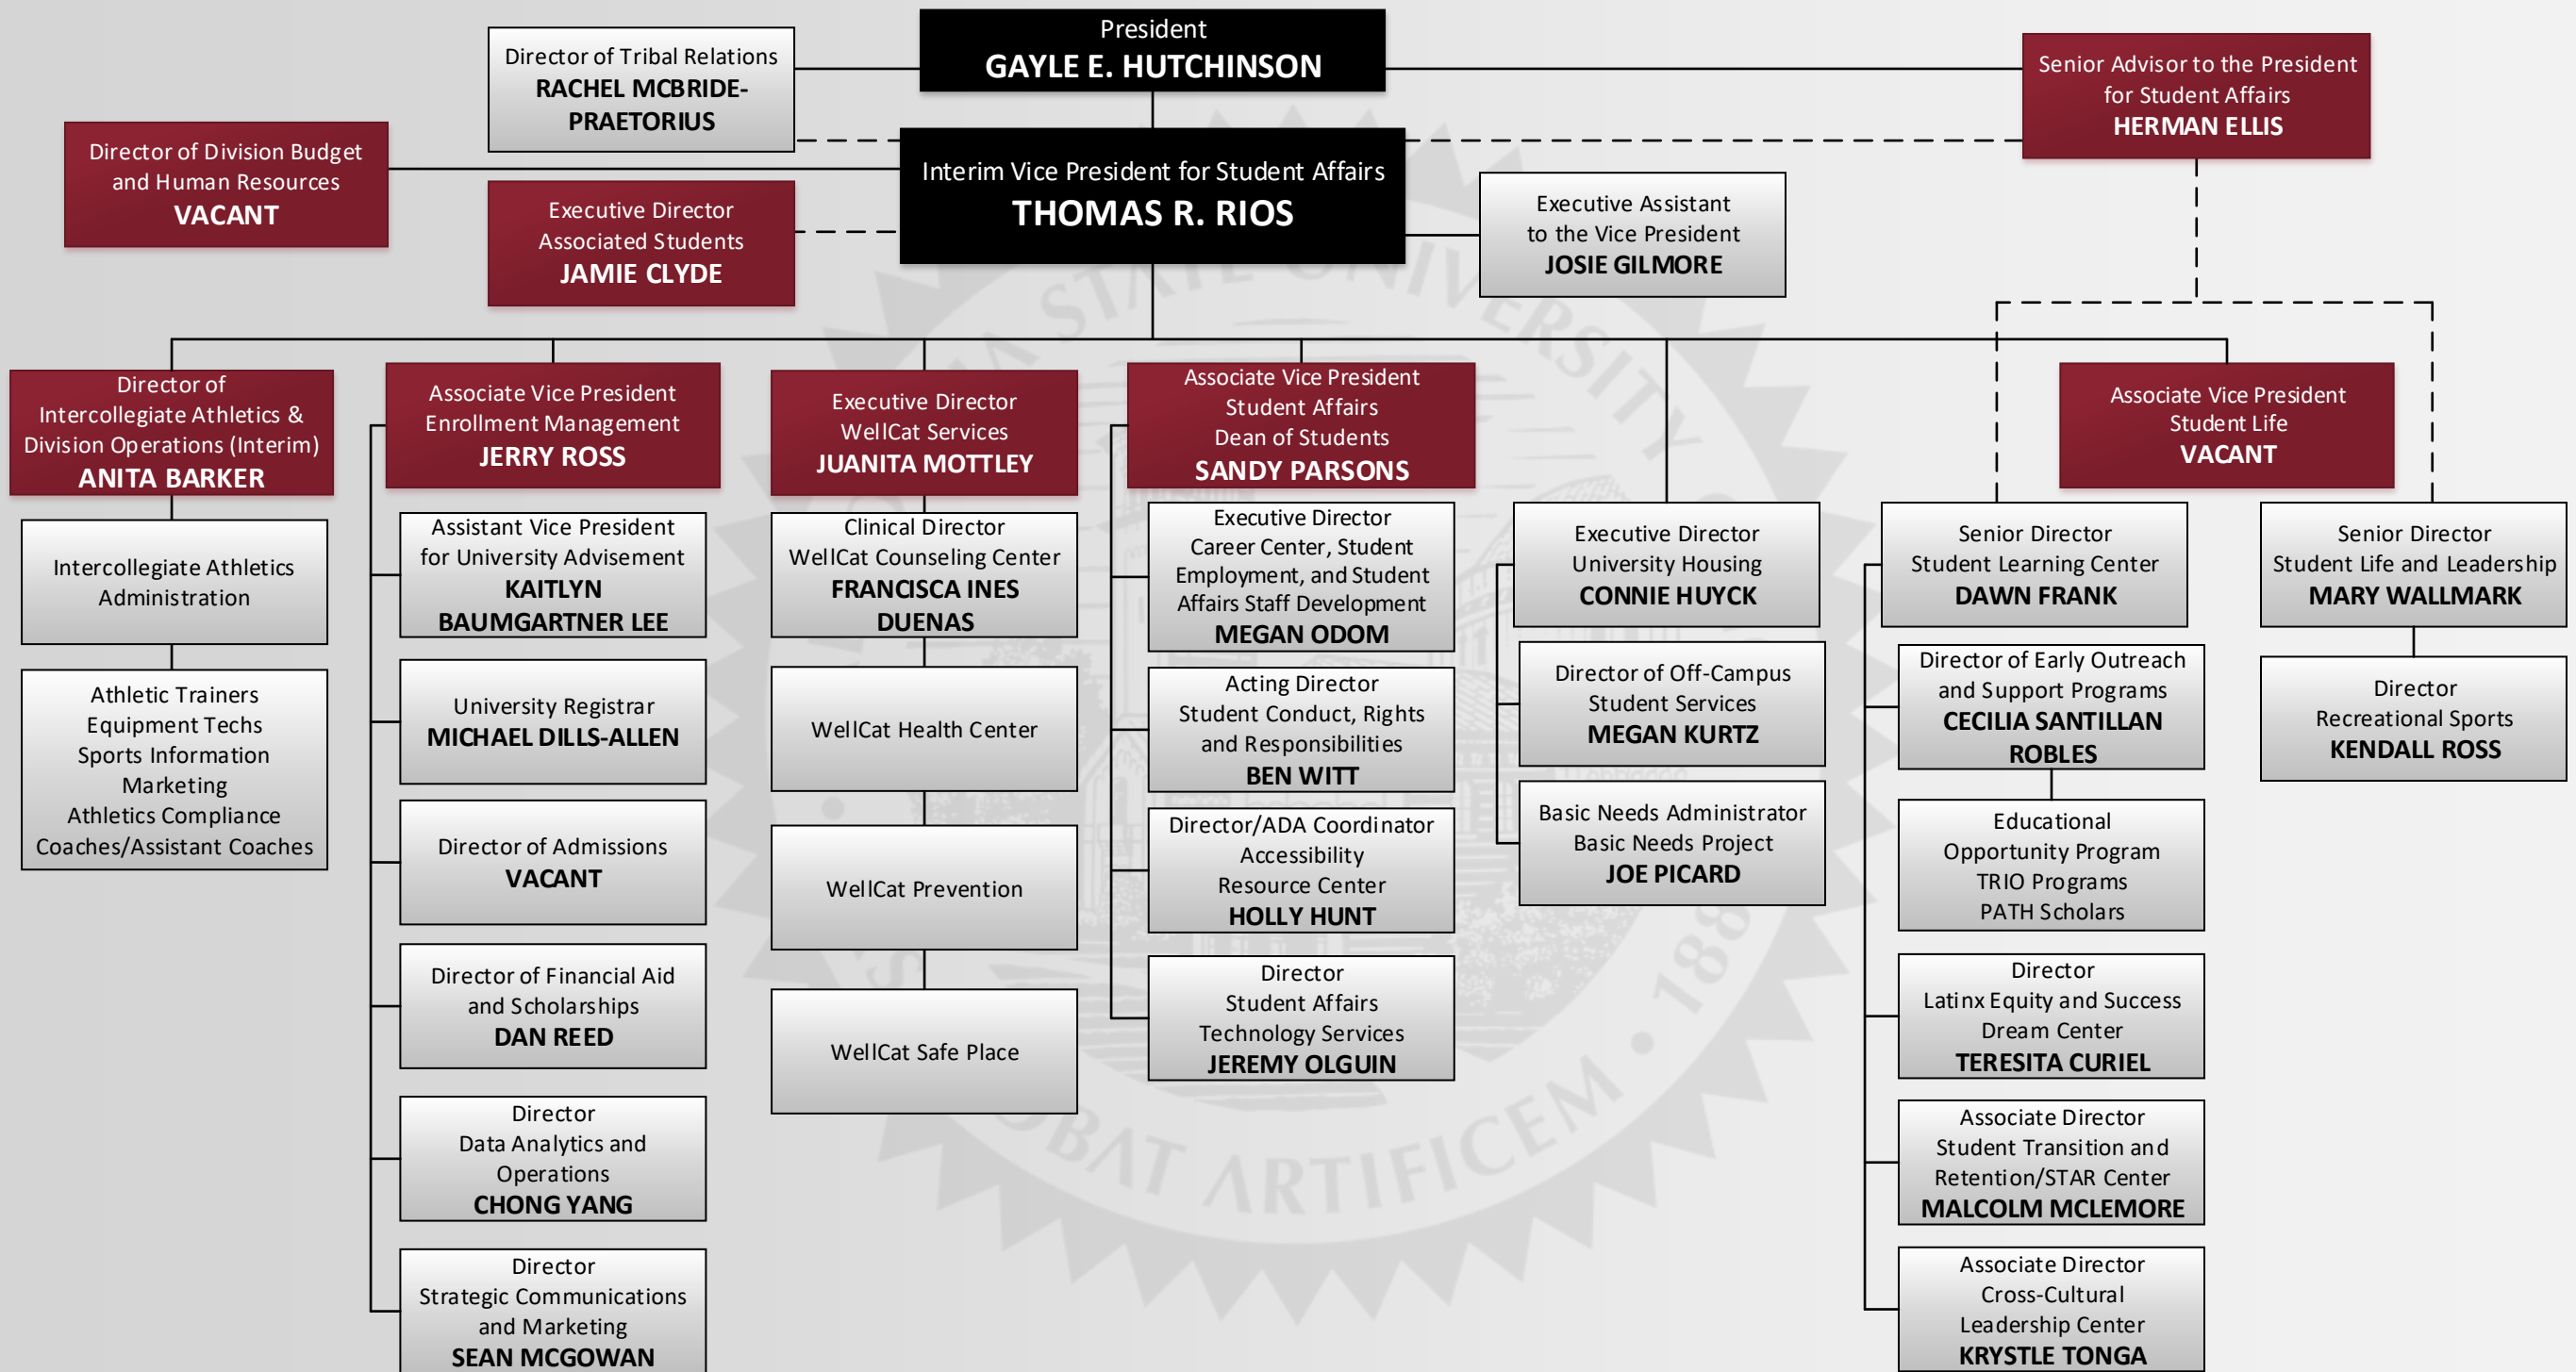 President
GAYLE E. HUTCHINSON
Director of Tribal Relations
RACHEL MCBRIDE-
PRAETORIUS
Senior Advisor to the President
for Student Affairs
HERMAN ELLIS
Director of Division Budget
and Human Resources
VACANT
Interim Vice President for Student Affairs
THOMAS R. RIOS
Executive Director
Associated Students
JAMIE CLYDE
Executive Assistant
to the Vice President
JOSIE GILMORE
Director of
Intercollegiate Athletics &
Division Operations (Interim)
ANITA BARKER
Intercollegiate Athletics
Administration
Athletic Trainers
Equipment Techs
Sports Information
Marketing
Athletics Compliance
Coaches/Assistant Coaches
Associate Vice President
Enrollment Management
JERRY ROSS
Assistant Vice President
for University Advisement
KAITLYN
BAUMGARTNER LEE
University Registrar
MICHAEL DILLS-ALLEN
Director of Admissions
VACANT
Director of Financial Aid
and Scholarships
DAN REED
Director
Data Analytics and
Operations
CHONG YANG
Director
Strategic Communications
and Marketing
SEAN MCGOWAN
Executive Director
WellCat Services
JUANITA MOTTLEY
Clinical Director
WellCat Counseling Center
FRANCISCA INES
DUENAS
WellCat Health Center
WellCat Prevention
WellCat Safe Place
Associate Vice President
Student Affairs
Dean of Students
SANDY PARSONS
Executive Director
Career Center, Student
Employment, and Student
Affairs Staff Development
MEGAN ODOM
Acting Director
Student Conduct, Rights
and Responsibilities
BEN WITT
Director/ADA Coordinator
Accessibility
Resource Center
HOLLY HUNT
Director
Student Affairs
Technology Services
JEREMY OLGUIN
Executive Director
University Housing
CONNIE HUYCK
Director of Off-Campus
Student Services
MEGAN KURTZ
Basic Needs Administrator
Basic Needs Project
JOE PICARD
Associate Vice President
Student Life
VACANT
Senior Director
Student Learning Center
DAWN FRANK
Director of Early Outreach
and Support Programs
CECILIA SANTILLAN
ROBLES
Educational
Opportunity Program
TRIO Programs
PATH Scholars
Director
Latinx Equity and Success
Dream Center
TERESITA CURIEL
Associate Director
Student Transition and
Retention/STAR Center
MALCOLM MCLEMORE
Associate Director
Cross-Cultural
Leadership Center
KRYSTLE TONGA
Senior Director
Student Life and Leadership
MARY WALLMARK
Director
Recreational Sports
KENDALL ROSS
STATE UNIVERSITY
ARTIFICEM